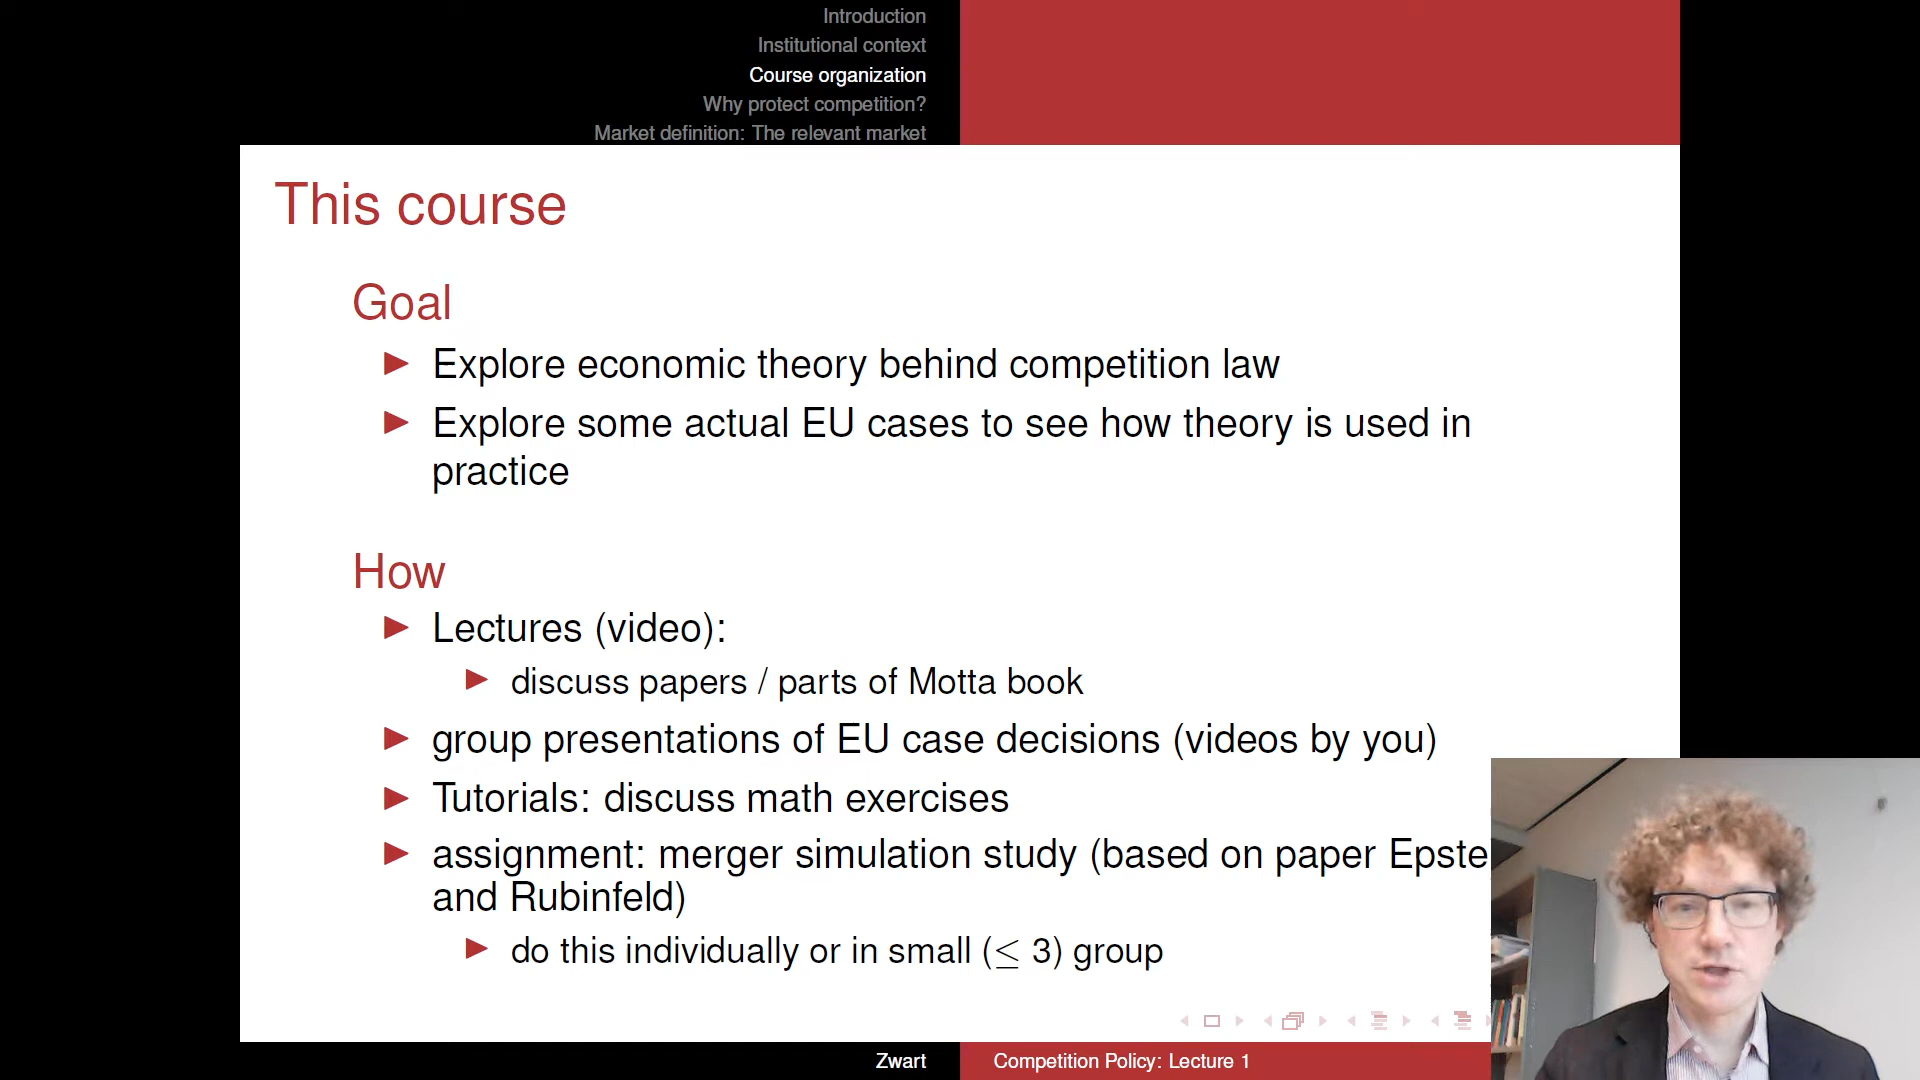 Introduction
Institutional context
Course organization
Why protect competition?
Market definition: The relevant market
This course
Goal
Explore economic theory behind competition law
Explore some actual EU cases to see how theory is used in
practice
How
Lectures (video):
discuss papers / parts of Motta book
group presentations of EU case decisions (videos by you)
Tutorials: discuss math exercises
assignment: merger simulation study (based on paper Epste
and Rubinfeld)
do this individually or in small (≤ 3) group
Zwart
Competition Policy: Lecture 1